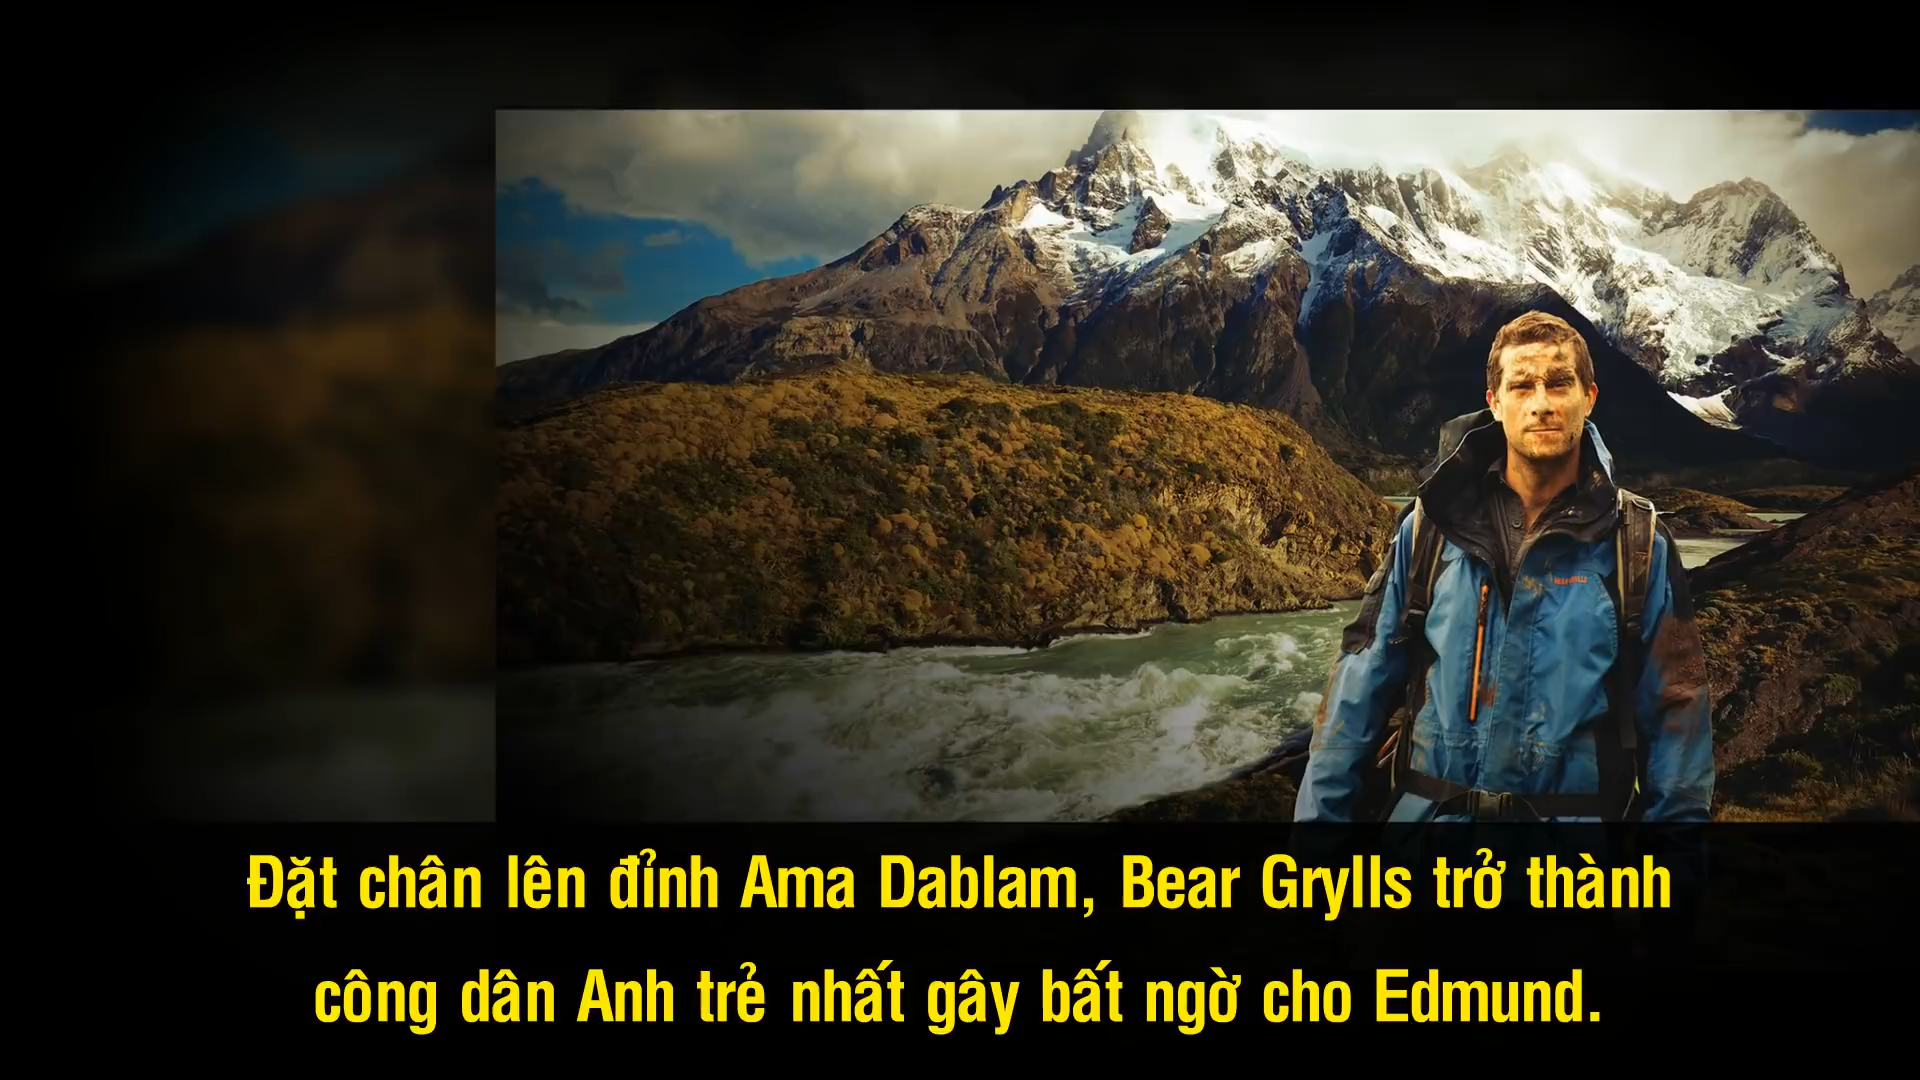 Đặt chân lên đỉnh Ama Dablam, Bear Grylls trở thành
công dân Anh trẻ nhất gây bất ngờ cho Edmund.